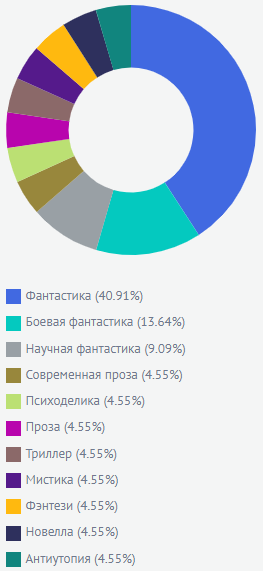 Фантастика (40.91%)
Боевая фантастика (13.64%)
Научная фантастика (9.09%)
Современная проза (4.55%)
Психоделика (4.55%)
Проза (4.55%)
Триллер (4.55%)
Мистика (4.55%)
Фэнтези (4.55%)
Новелла (4.55%)
Антиутопия (4.55%)